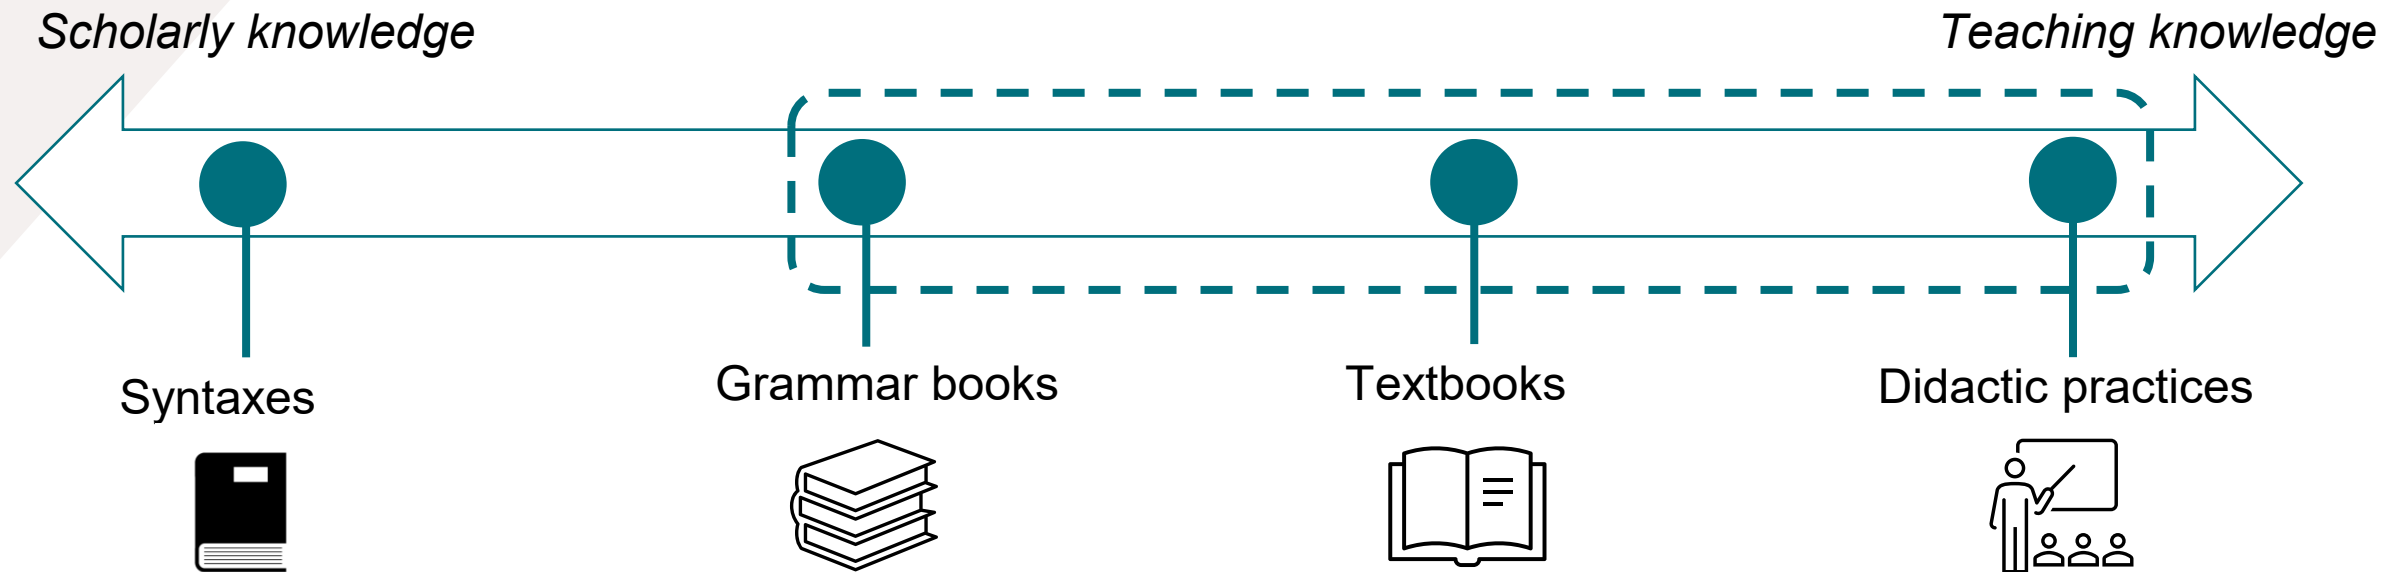 Scholarly knowledge
Teaching knowledge
Syntaxes
Grammar books
Textbooks
Didactic practices